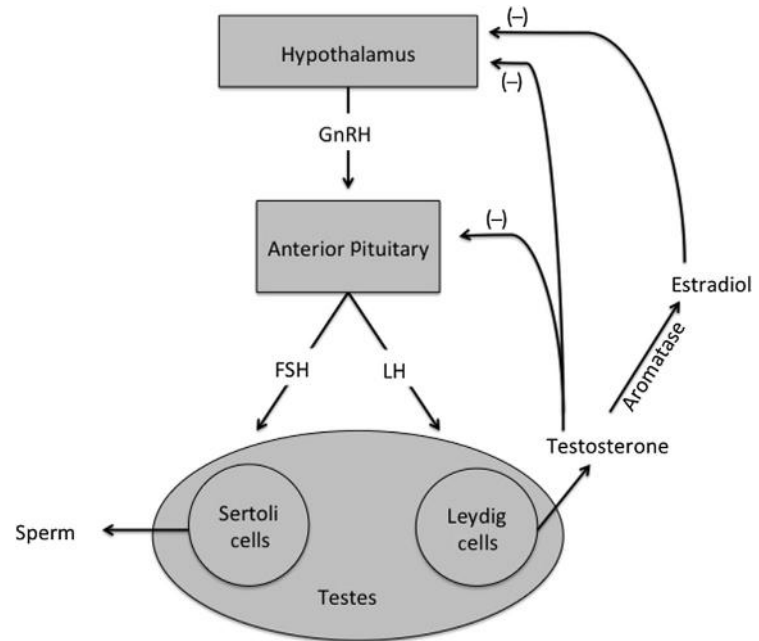 (–)
Hypothalamus
(–)
GnRH
(–)
Anterior Pituitary
Estradiol
Aromatase
FSH
LH
Testosterone
Sertoli
cells
Leydig
cells
Sperm
Testes